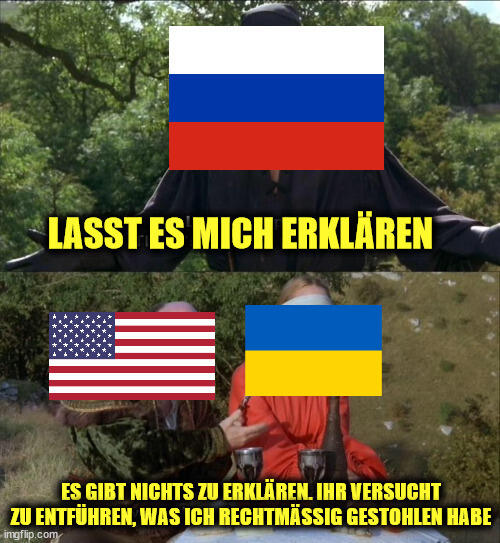 LASST ES MICH ERKLÄREN
ES GIBT NICHTS ZU ERKLÄREN. IHR VERSUCHT
ZU ENTFÜHREN, WAS ICH RECHTMÄSSIG GESTOHLEN HABE
imgflip.com